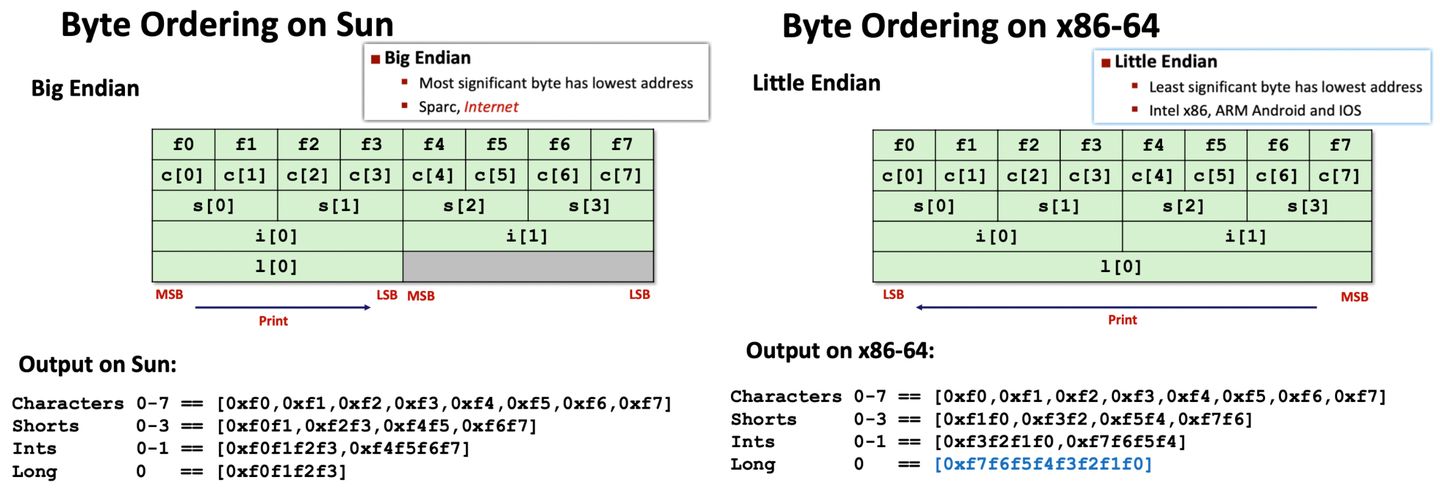 Byte Ordering on Sun
Big Endian
■ Big Endian
▪ Most significant byte has lowest address
▪ Sparc, Internet
f0 f1 f2 f3 f4 f5 f6 f7
c[0] c[1] c[2] c[3] c[4] c[5] c[6] c[7]
s[0] s[1] s[2] s[3]
i[0] i[1]
l[0]
MSB LSB MSB LSB
Print
Output on Sun:
Characters 0-7 == [0xf0,0xf1,0xf2,0xf3,0xf4,0xf5,0xf6,0xf7]
Shorts 0-3 == [0xf0f1,0xf2f3,0xf4f5,0xf6f7]
Ints 0-1 == [0xf0f1f2f3,0xf4f5f6f7]
Long 0 == [0xf0f1f2f3]
Byte Ordering on x86-64
Little Endian
■ Little Endian
▪ Least significant byte has lowest address
▪ Intel x86, ARM Android and IOS
f0 f1 f2 f3 f4 f5 f6 f7
c[0] c[1] c[2] c[3] c[4] c[5] c[6] c[7]
s[0] s[1] s[2] s[3]
i[0] i[1]
l[0]
LSB MSB
Print
Output on x86-64:
Characters 0-7 == [0xf0,0xf1,0xf2,0xf3,0xf4,0xf5,0xf6,0xf7]
Shorts 0-3 == [0xf1f0,0xf3f2,0xf5f4,0xf7f6]
Ints 0-1 == [0xf3f2f1f0,0xf7f6f5f4]
Long 0 == [0xf7f6f5f4f3f2f1f0]